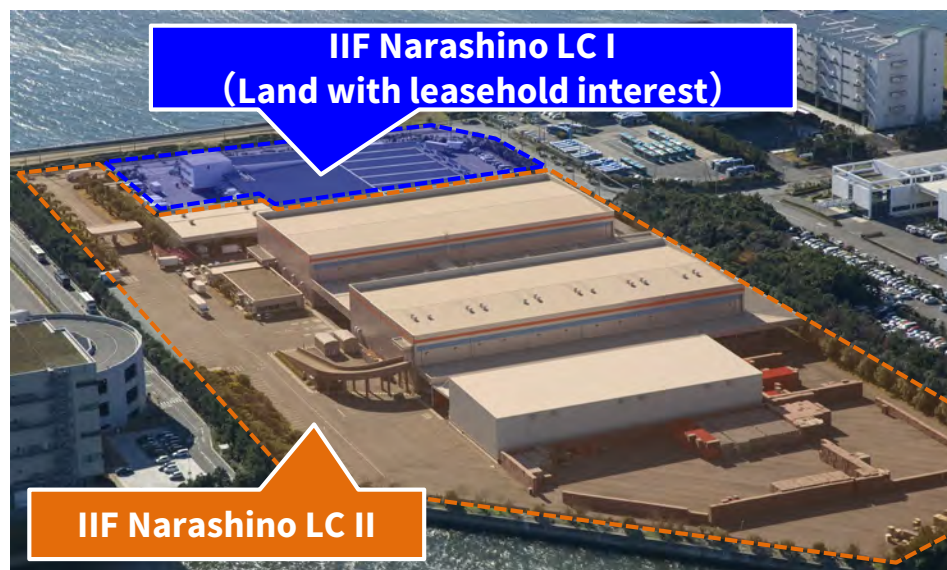 IIF Narashino LC I
（Land with leasehold interest）
IIF Narashino LC II